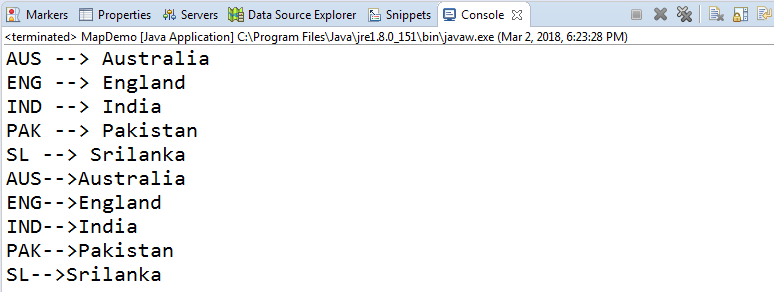 Markers Properties Servers Data Source Explorer Snippets Console
<terminated> MapDemo [Java Application] C:\Program Files\Java\jre1.8.0_151\bin\javaw.exe (Mar 2, 2018, 6:23:28 PM)
AUS --> Australia
ENG --> England
IND --> India
PAK --> Pakistan
SL --> Srilanka
AUS-->Australia
ENG-->England
IND-->India
PAK-->Pakistan
SL-->Srilanka